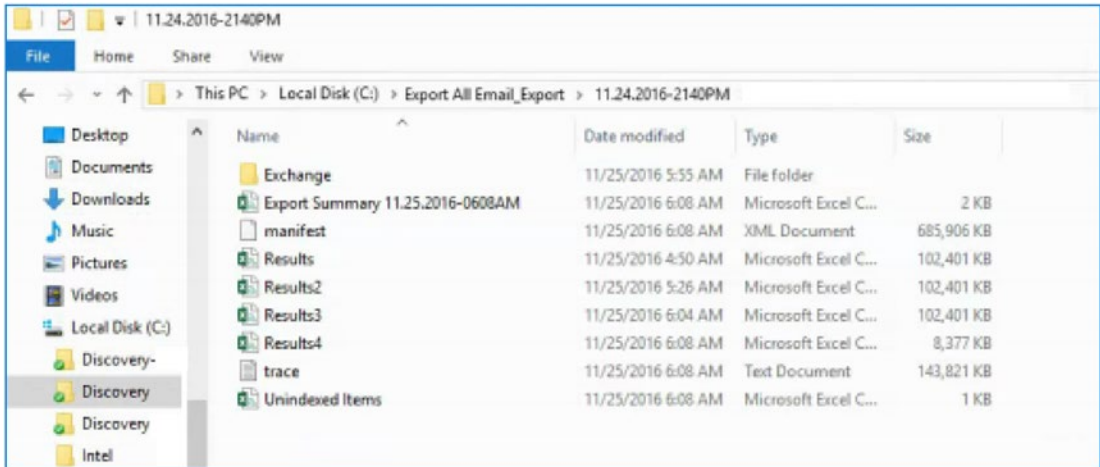 11.24.2016-2140PM
File Home Share View
This PC > Local Disk (C:) > Export All Email_Export > 11.24.2016-2140PM
Desktop
Documents
Downloads
Music
Pictures
Videos
Local Disk (C:)
Discovery-
Discovery
Discovery
Intel
Name Date modified Type Size
Exchange 11/25/2016 5:55 AM File folder
Export Summary 11.25.2016-0608AM 11/25/2016 6:08 AM Microsoft Excel C... 2 KB
manifest 11/25/2016 6:08 AM XML Document 685,906 KB
Results 11/25/2016 4:50 AM Microsoft Excel C... 102,401 KB
Results2 11/25/2016 5:26 AM Microsoft Excel C... 102,401 KB
Results3 11/25/2016 6:04 AM Microsoft Excel C... 102,401 KB
Results4 11/25/2016 6:08 AM Microsoft Excel C... 8,377 KB
trace 11/25/2016 6:08 AM Text Document 143,821 KB
Unindexed Items 11/25/2016 6:08 AM Microsoft Excel C... 1 KB